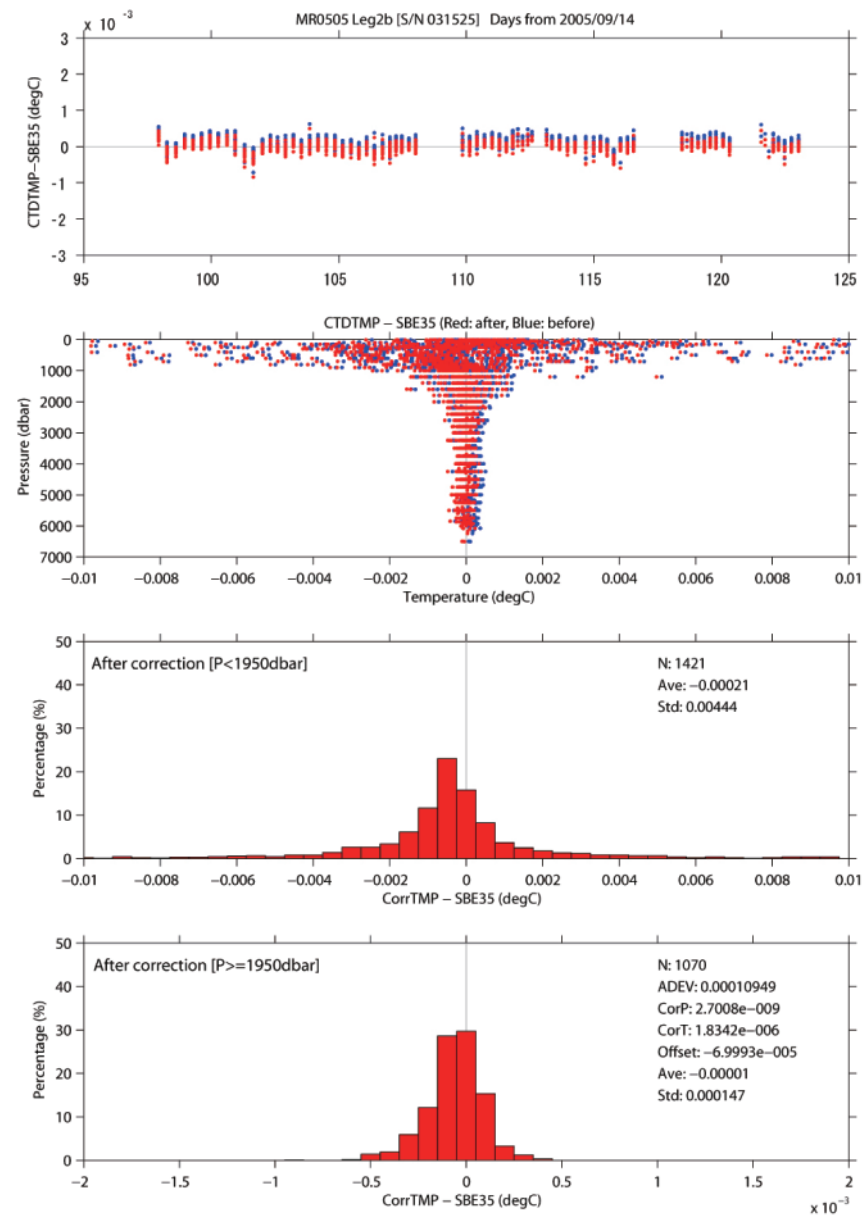 x 10 -3
MR0505 Leg2b [S/N 031525] Days from 2005/09/14
3
2
1
0
-1
-2
-3
CTDTMP−SBE35 (degC)
95 100 105 110 115 120 125
CTDTMP − SBE35 (Red: after, Blue: before)
0
1000
2000
3000
4000
5000
6000
7000
Pressure (dbar)
−0.01 −0.008 −0.006 −0.004 −0.002 0 0.002 0.004 0.006 0.008 0.01
Temperature (degC)
50
40
30
20
10
0
Percentage (%)
After correction [P<1950dbar]
N: 1421
Ave: −0.00021
Std: 0.00444
−0.01 −0.008 −0.006 −0.004 −0.002 0 0.002 0.004 0.006 0.008 0.01
CorrTMP − SBE35 (degC)
50
40
30
20
10
0
Percentage (%)
After correction [P>=1950dbar]
N: 1070
ADEV: 0.00010949
CorP: 2.7008e−009
CorT: 1.8342e−006
Offset: −6.9993e−005
Ave: −0.00001
Std: 0.000147
−2 −1.5 −1 −0.5 0 0.5 1 1.5 2
CorrTMP − SBE35 (degC)
x 10 −3